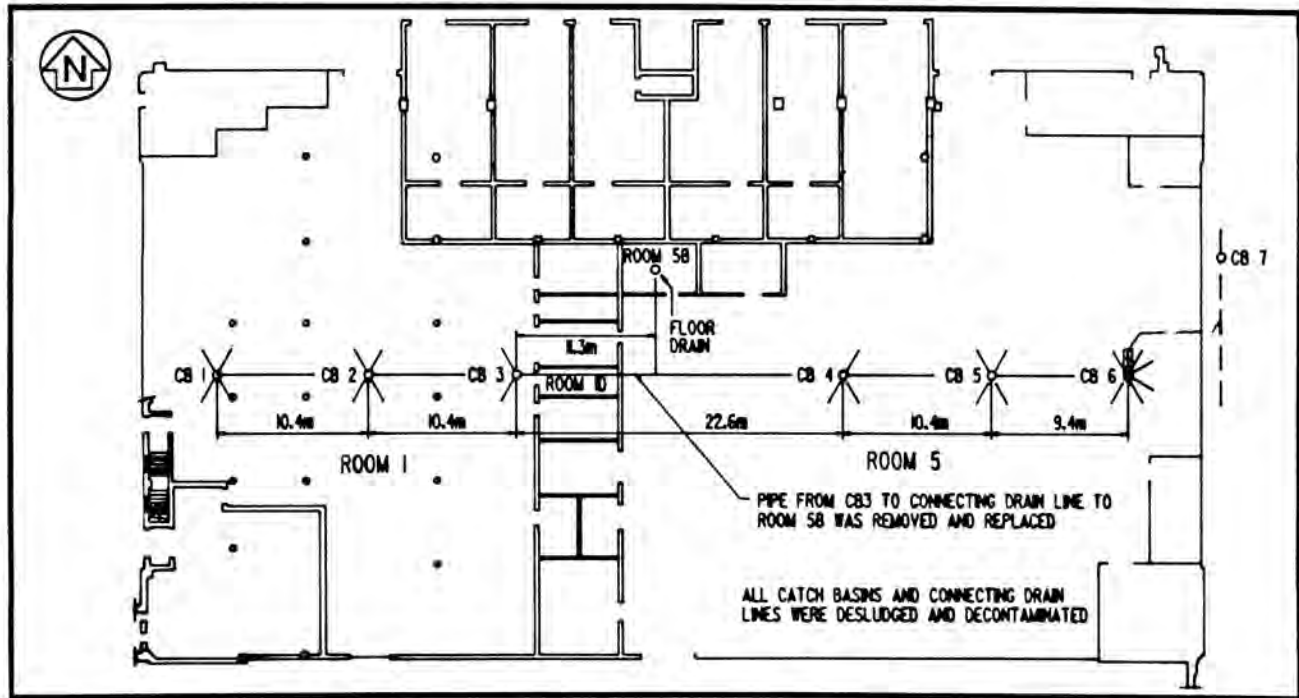 N
ROOM 5B
CB 7
FLOOR
DRAIN
11.3m
CB 1
CB 2
CB 3
ROOM 1D
CB 4
CB 5
CB 6
10.4m
10.4m
22.6m
10.4m
9.4m
ROOM 1
ROOM 5
PIPE FROM CB3 TO CONNECTING DRAIN LINE TO
ROOM 5B WAS REMOVED AND REPLACED
ALL CATCH BASINS AND CONNECTING DRAIN
LINES WERE DESLUDGED AND DECONTAMINATED